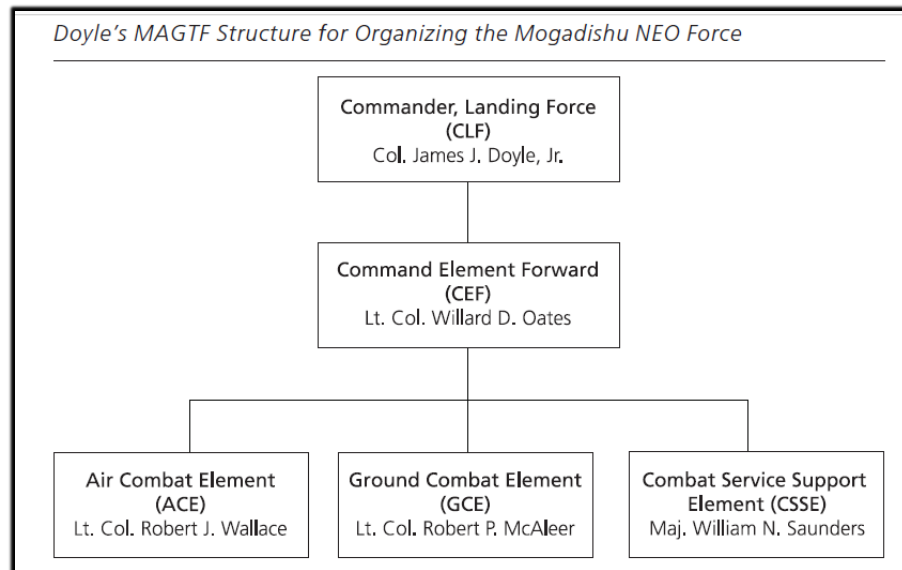 Doyle's MAGTF Structure for Organizing the Mogadishu NEO Force
Commander, Landing Force
(CLF)
Col. James J. Doyle, Jr.
Command Element Forward
(CEF)
Lt. Col. Willard D. Oates
Air Combat Element
(ACE)
Lt. Col. Robert J. Wallace
Ground Combat Element
(GCE)
Lt. Col. Robert P. McAleer
Combat Service Support
Element (CSSE)
Maj. William N. Saunders